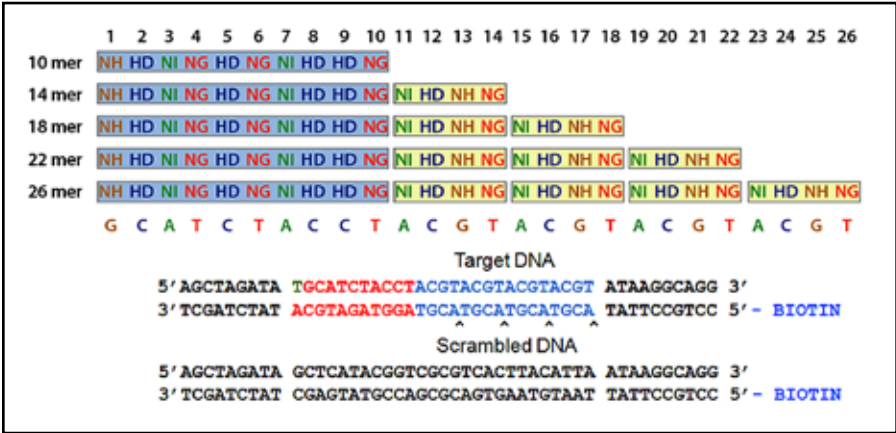 1 2 3 4 5 6 7 8 9 10 11 12 13 14 15 16 17 18 19 20 21 22 23 24 25 26
10 mer NH HD NI NG HD NG NI HD HD NG
14 mer NH HD NI NG HD NG NI HD HD NG NI HD NH NG
18 mer NH HD NI NG HD NG NI HD HD NG NI HD NH NG NI HD NH NG
22 mer NH HD NI NG HD NG NI HD HD NG NI HD NH NG NI HD NH NG NI HD NH NG
26 mer NH HD NI NG HD NG NI HD HD NG NI HD NH NG NI HD NH NG NI HD NH NG NI HD NH NG
G C A T C T A C C T A C G T A C G T A C G T A C G T
Target DNA
5'AGCTAGATA TGCATCTACCTACGTACGTACGTACGT ATAAGGCAGG 3'
3'TCGATCTAT ACGTAGATGGATGCATGCATGCATGCA TATTCCGTCC 5'- BIOTIN
^ ^ ^ ^
Scrambled DNA
5'AGCTAGATA GCTCATACGGTCGCGTCACTTACATTA ATAAGGCAGG 3'
3'TCGATCTAT CGAGTATGCCAGCGCAGTGAATGTAAT TATTCCGTCC 5'- BIOTIN